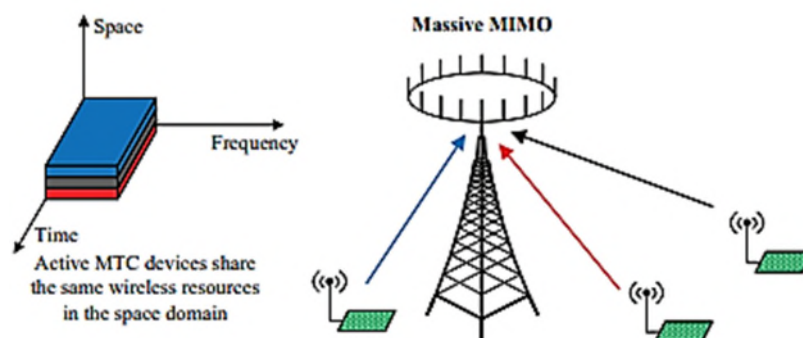 Space
Massive MIMO
Frequency
Time
Active MTC devices share
the same wireless resources
in the space domain